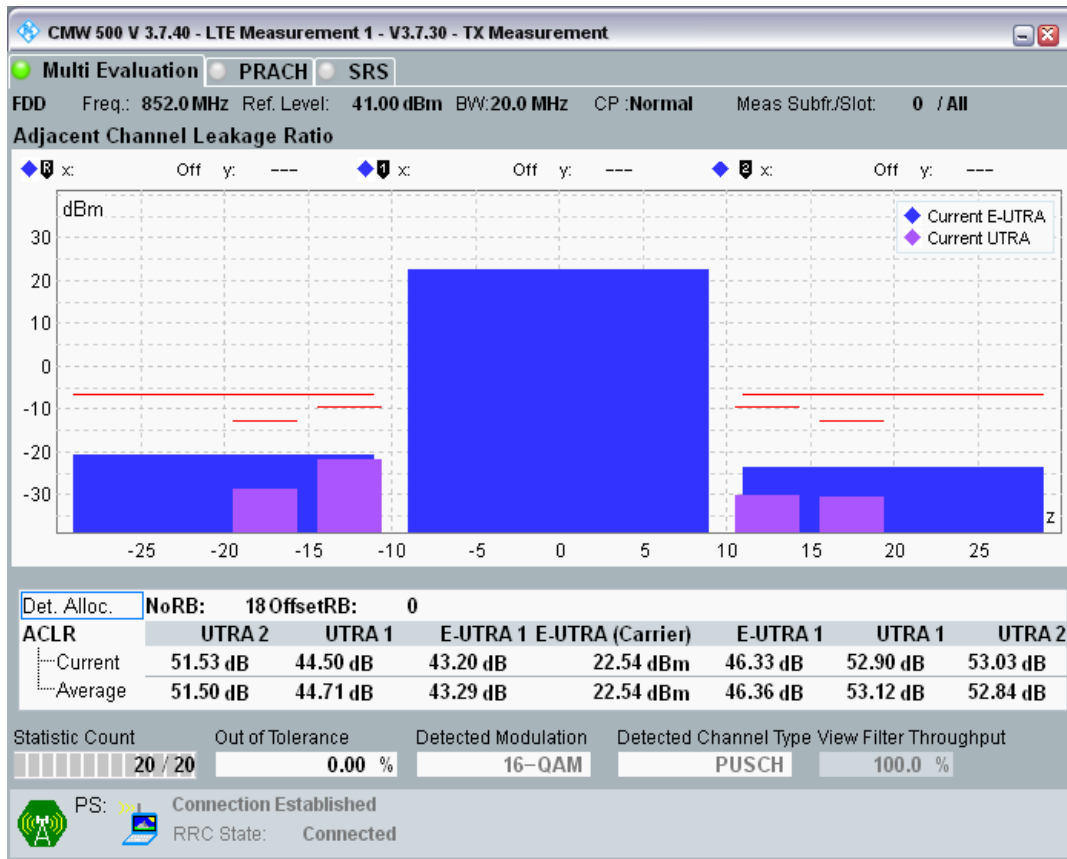 CMW 500 V 3.7.40 - LTE Measurement 1 - V3.7.30 - TX Measurement
Multi Evaluation PRACH SRS
FDD Freq.: 852.0 MHz Ref. Level: 41.00 dBm BW: 20.0 MHz CP :Normal Meas Subfr./Slot: 0 / All
Adjacent Channel Leakage Ratio
R x: Off y: --- 1 x: Off y: --- 2 x: Off y: ---
dBm
Current E-UTRA
Current UTRA
30
20
10
0
-10
-20
-30
z
-25 -20 -15 -10 -5 0 5 10 15 20 25
Det. Alloc. NoRB: 18 OffsetRB: 0
ACLR UTRA 2 UTRA 1 E-UTRA 1 E-UTRA (Carrier) E-UTRA 1 UTRA 1 UTRA 2
Current 51.53 dB 44.50 dB 43.20 dB 22.54 dBm 46.33 dB 52.90 dB 53.03 dB
Average 51.50 dB 44.71 dB 43.29 dB 22.54 dBm 46.36 dB 53.12 dB 52.84 dB
Statistic Count Out of Tolerance Detected Modulation Detected Channel Type View Filter Throughput
20 / 20 0.00 % 16-QAM PUSCH 100.0 %
PS: Connection Established
RRC State: Connected